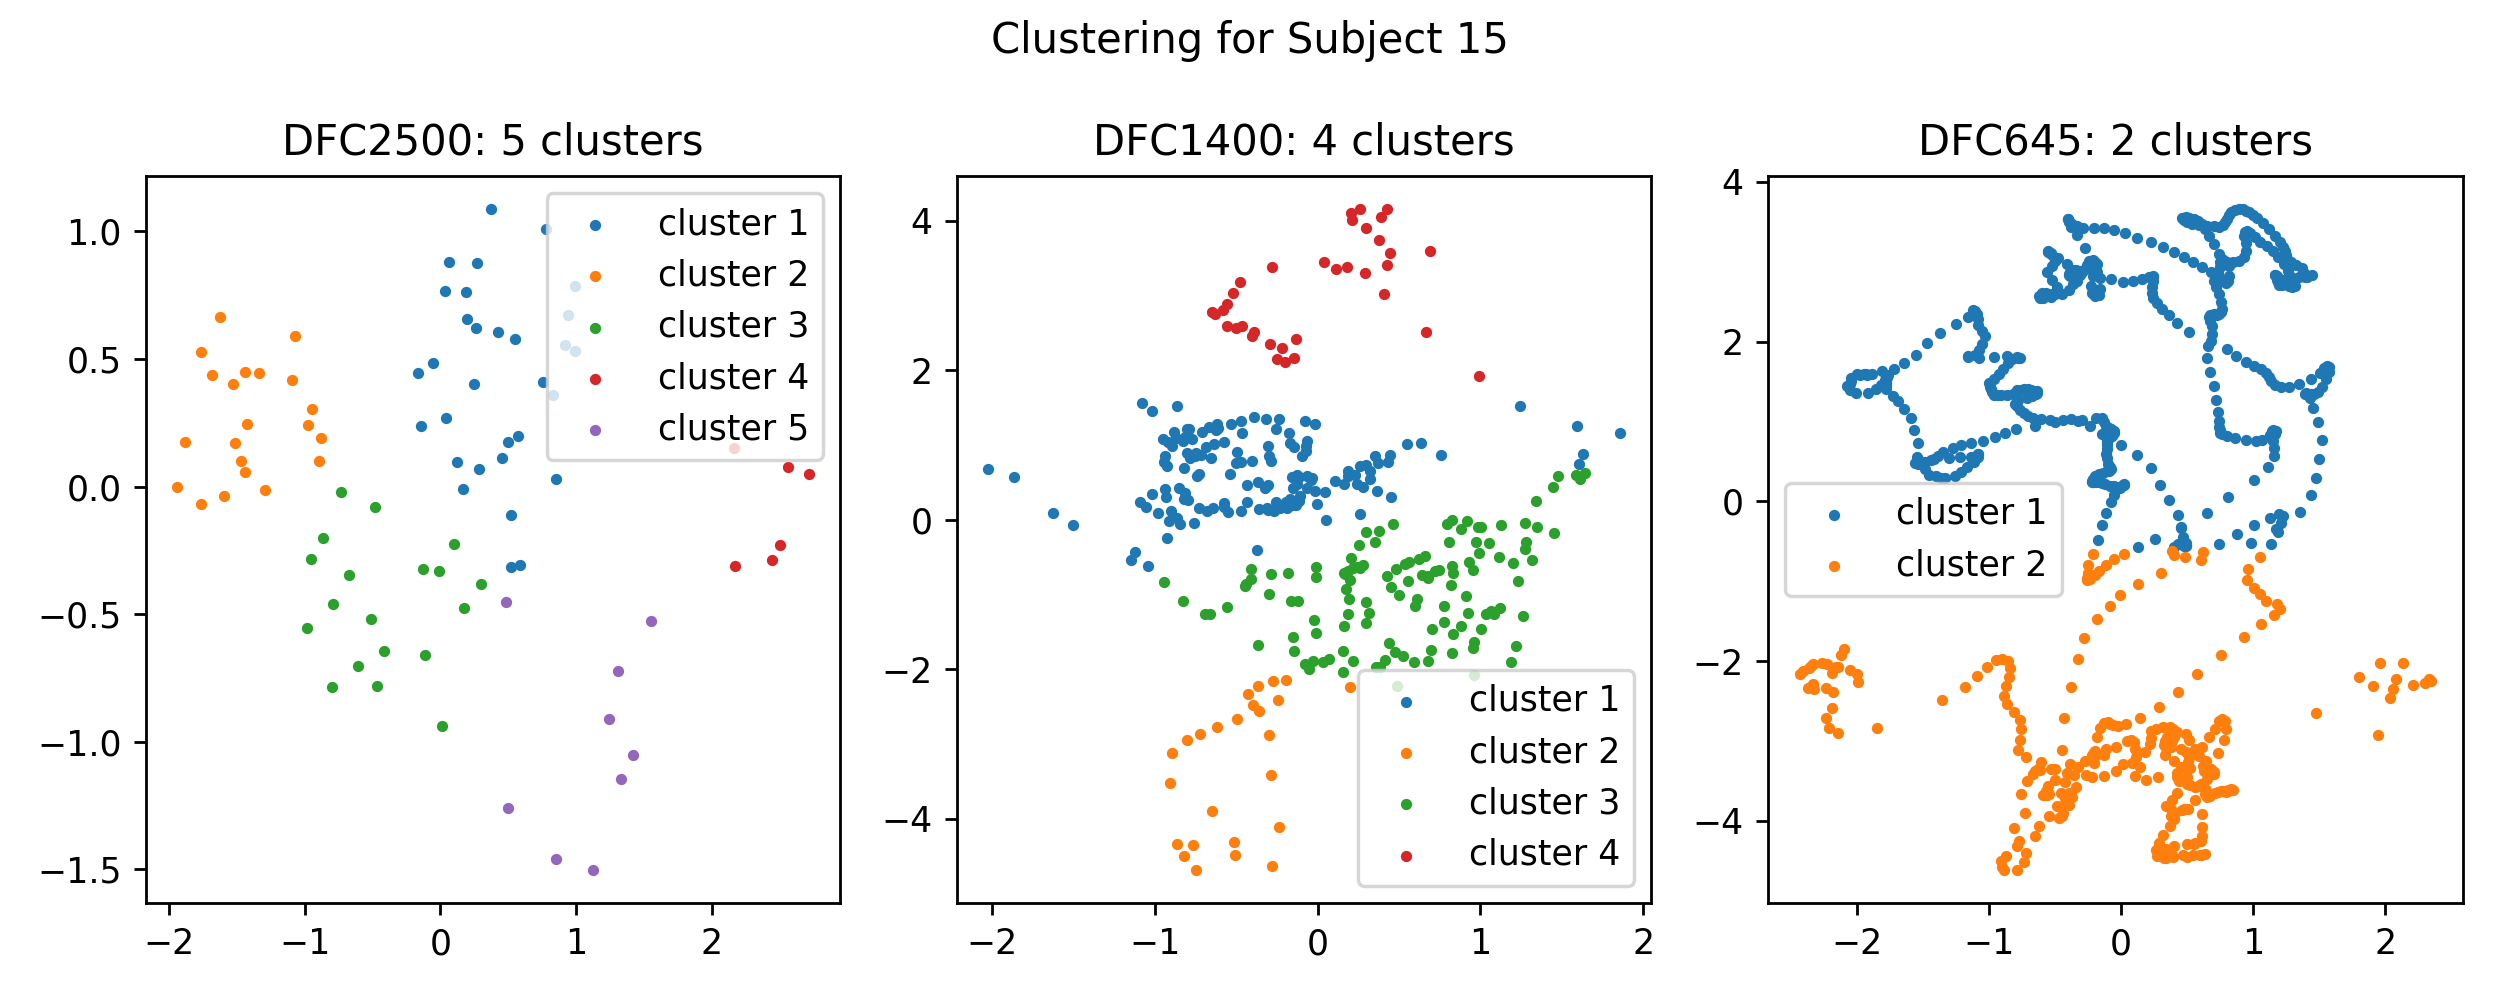 Clustering for Subject 15
DFC2500: 5 clusters
1.0
0.5
0.0
−0.5
−1.0
−1.5
−2 −1 0 1 2
cluster 1
cluster 2
cluster 3
cluster 4
cluster 5
DFC1400: 4 clusters
4
2
0
−2
−4
−2 −1 0 1 2
cluster 1
cluster 2
cluster 3
cluster 4
DFC645: 2 clusters
4
2
0
−2
−4
−2 −1 0 1 2
cluster 1
cluster 2